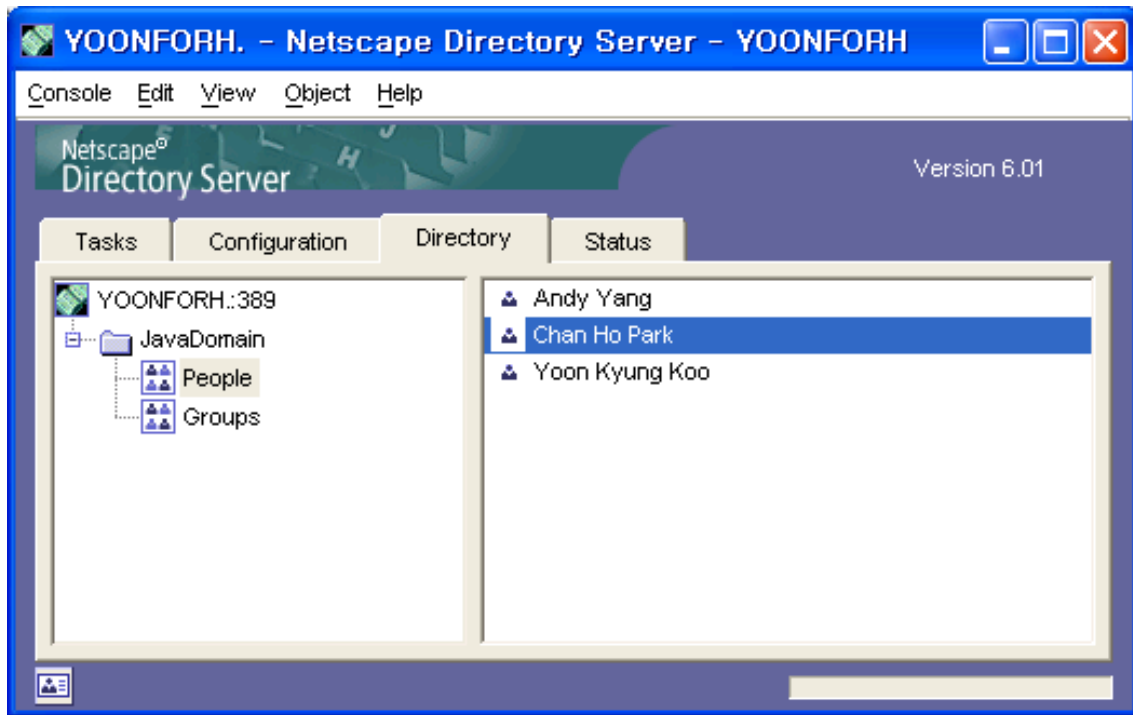 YOONFORH. - Netscape Directory Server - YOONFORH
Console Edit View Object Help
Netscape®
Directory Server
Version 6.01
Tasks Configuration Directory Status
YOONFORH.:389
JavaDomain
People
Groups
Andy Yang
Chan Ho Park
Yoon Kyung Koo